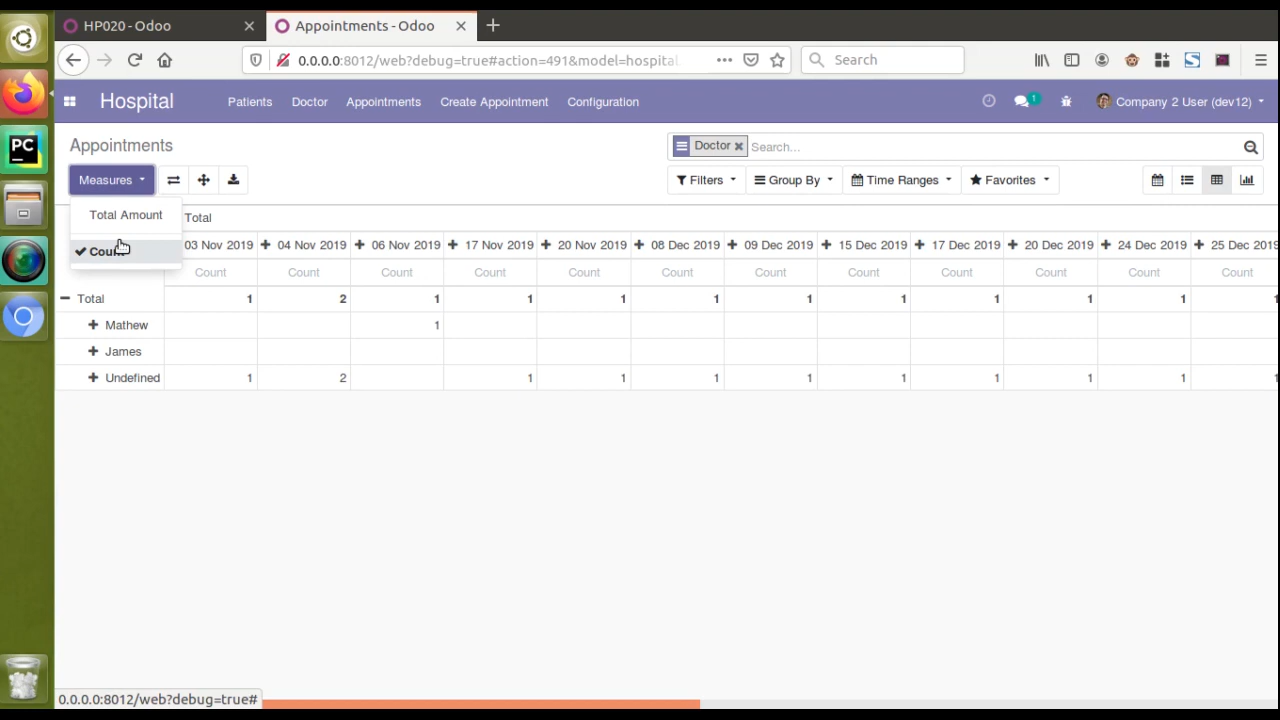 HP020 - Odoo
Appointments - Odoo
0.0.0.0:8012/web?debug=true#action=491&model=hospital
Search
Hospital
Patients Doctor Appointments Create Appointment Configuration
1
Company 2 User (dev12)
Appointments
Doctor
Search...
Measures
Filters Group By Time Ranges Favorites
Total Amount
Total
Count
03 Nov 2019 04 Nov 2019 06 Nov 2019 17 Nov 2019 20 Nov 2019 08 Dec 2019 09 Dec 2019 15 Dec 2019 17 Dec 2019 20 Dec 2019 24 Dec 2019 25 Dec 2019
Count Count Count Count Count Count Count Count Count Count Count Count
Total 1 2 1 1 1 1 1 1 1 1 1 1
Mathew 1
James
Undefined 1 2 1 1 1 1 1 1 1 1 1
PC
0.0.0.0:8012/web?debug=true#